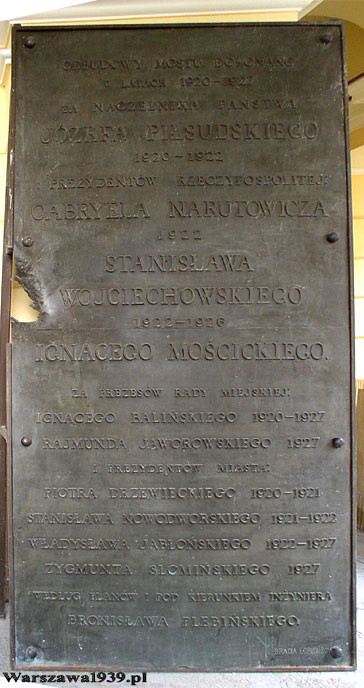 ODBUDOWY MOSTU DOKONANO
W LATACH 1920–1927
ZA NACZELNIKA PAŃSTWA
JÓZEFA PIŁSUDSKIEGO
1920–1922
I PREZYDENTÓW RZECZYPOSPOLITEJ:
GABRYELA NARUTOWICZA
1922
STANISŁAWA
WOJCIECHOWSKIEGO
1922–1926
IGNACEGO MOŚCICKIEGO.
ZA PREZESÓW RADY MIEJSKIEJ:
IGNACEGO BALIŃSKIEGO 1920–1927
RAJMUNDA JAWOROWSKIEGO 1927
I PREZYDENTÓW MIASTA:
PIOTRA DRZEWIECKIEGO 1920–1921
STANISŁAWA NOWODWORSKIEGO, 1921–1922
WŁADYSŁAWA JABŁOŃSKIEGO 1922–1927
ZYGMUNTA SŁOMIŃSKIEGO 1927
WEDŁUG PLANÓW I POD KIERUNKIEM INŻYNIERA
BRONISŁAWA PLEBIŃSKIEGO.
BRACIA
Warszawa1939.pl